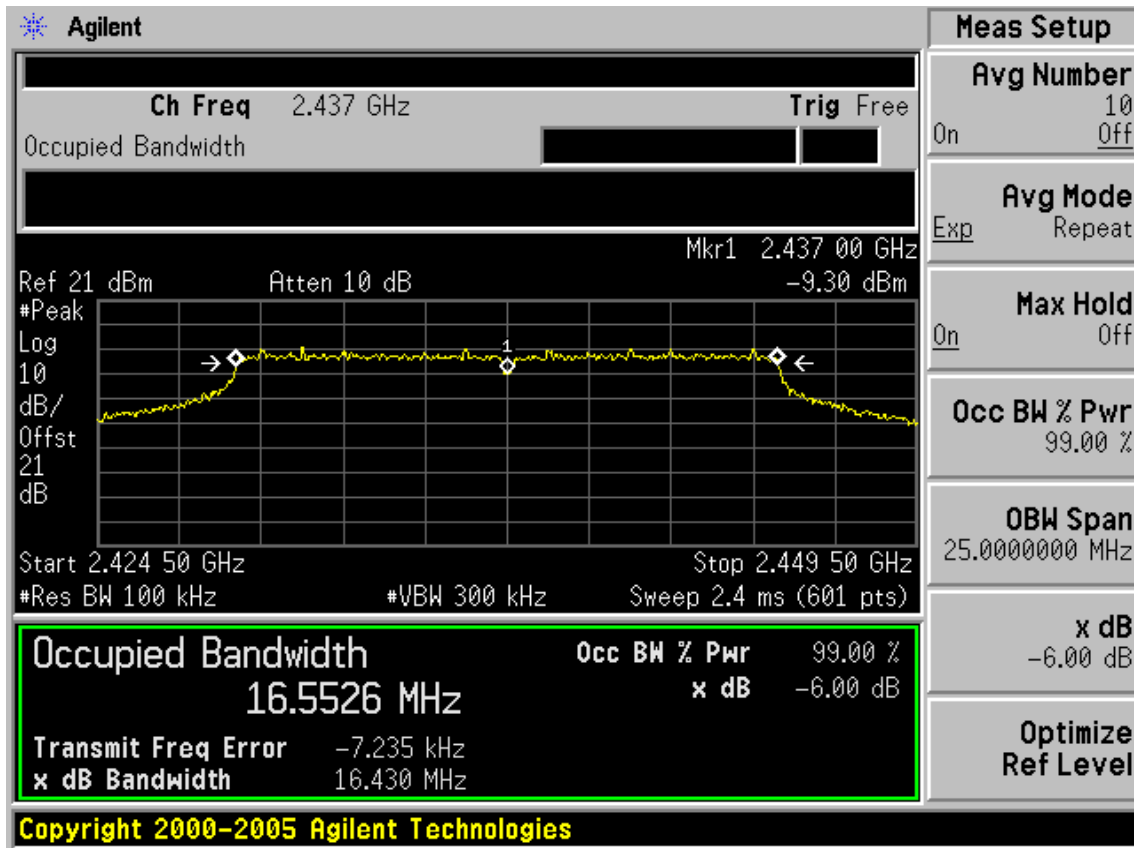 Agilent
Ch Freq 2.437 GHz Trig Free
Occupied Bandwidth
Mkr1 2.437 00 GHz
Ref 21 dBm Atten 10 dB −9.30 dBm
#Peak
Log
10
dB/
Offst
21
dB
1
Start 2.424 50 GHz Stop 2.449 50 GHz
#Res BW 100 kHz #VBW 300 kHz Sweep 2.4 ms (601 pts)
Occupied Bandwidth Occ BW % Pwr 99.00 %
16.5526 MHz x dB −6.00 dB
Transmit Freq Error −7.235 kHz
x dB Bandwidth 16.430 MHz
Copyright 2000-2005 Agilent Technologies
Meas Setup
Avg Number
10
On Off
Avg Mode
Exp Repeat
Max Hold
On Off
Occ BW % Pwr
99.00 %
OBW Span
25.0000000 MHz
x dB
−6.00 dB
Optimize
Ref Level